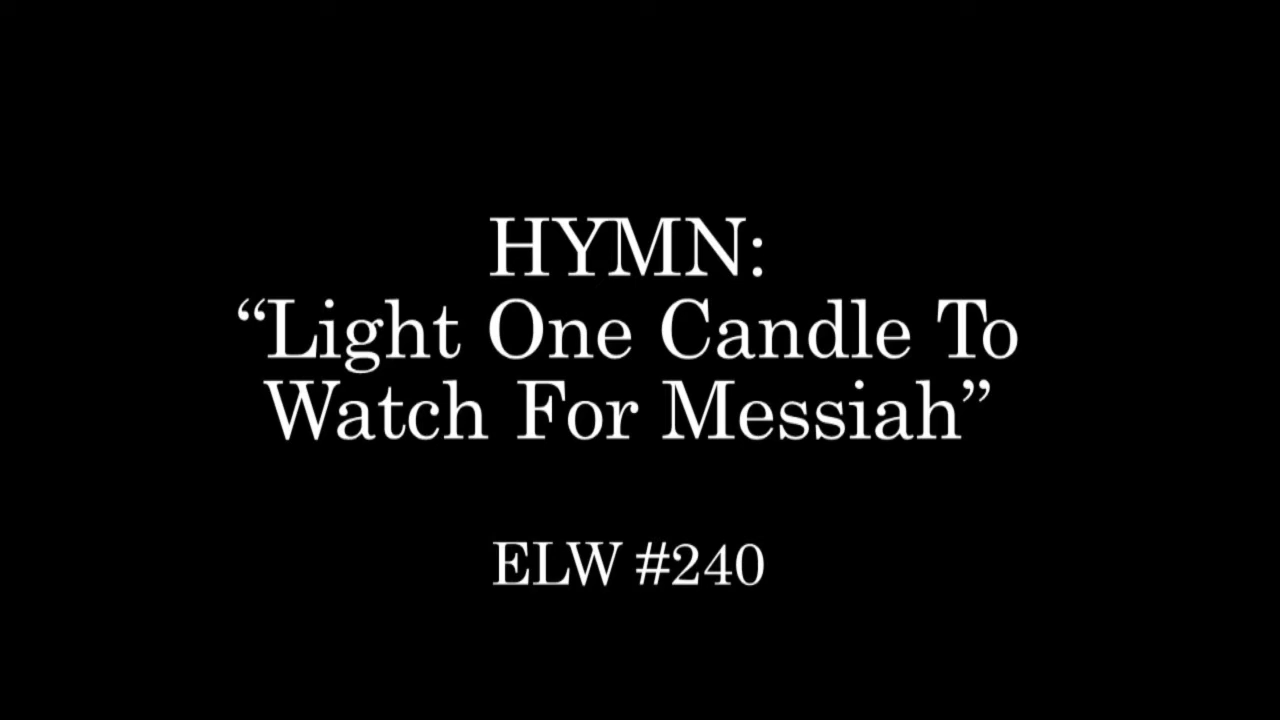 HYMN:
“Light One Candle To
Watch For Messiah”
ELW #240